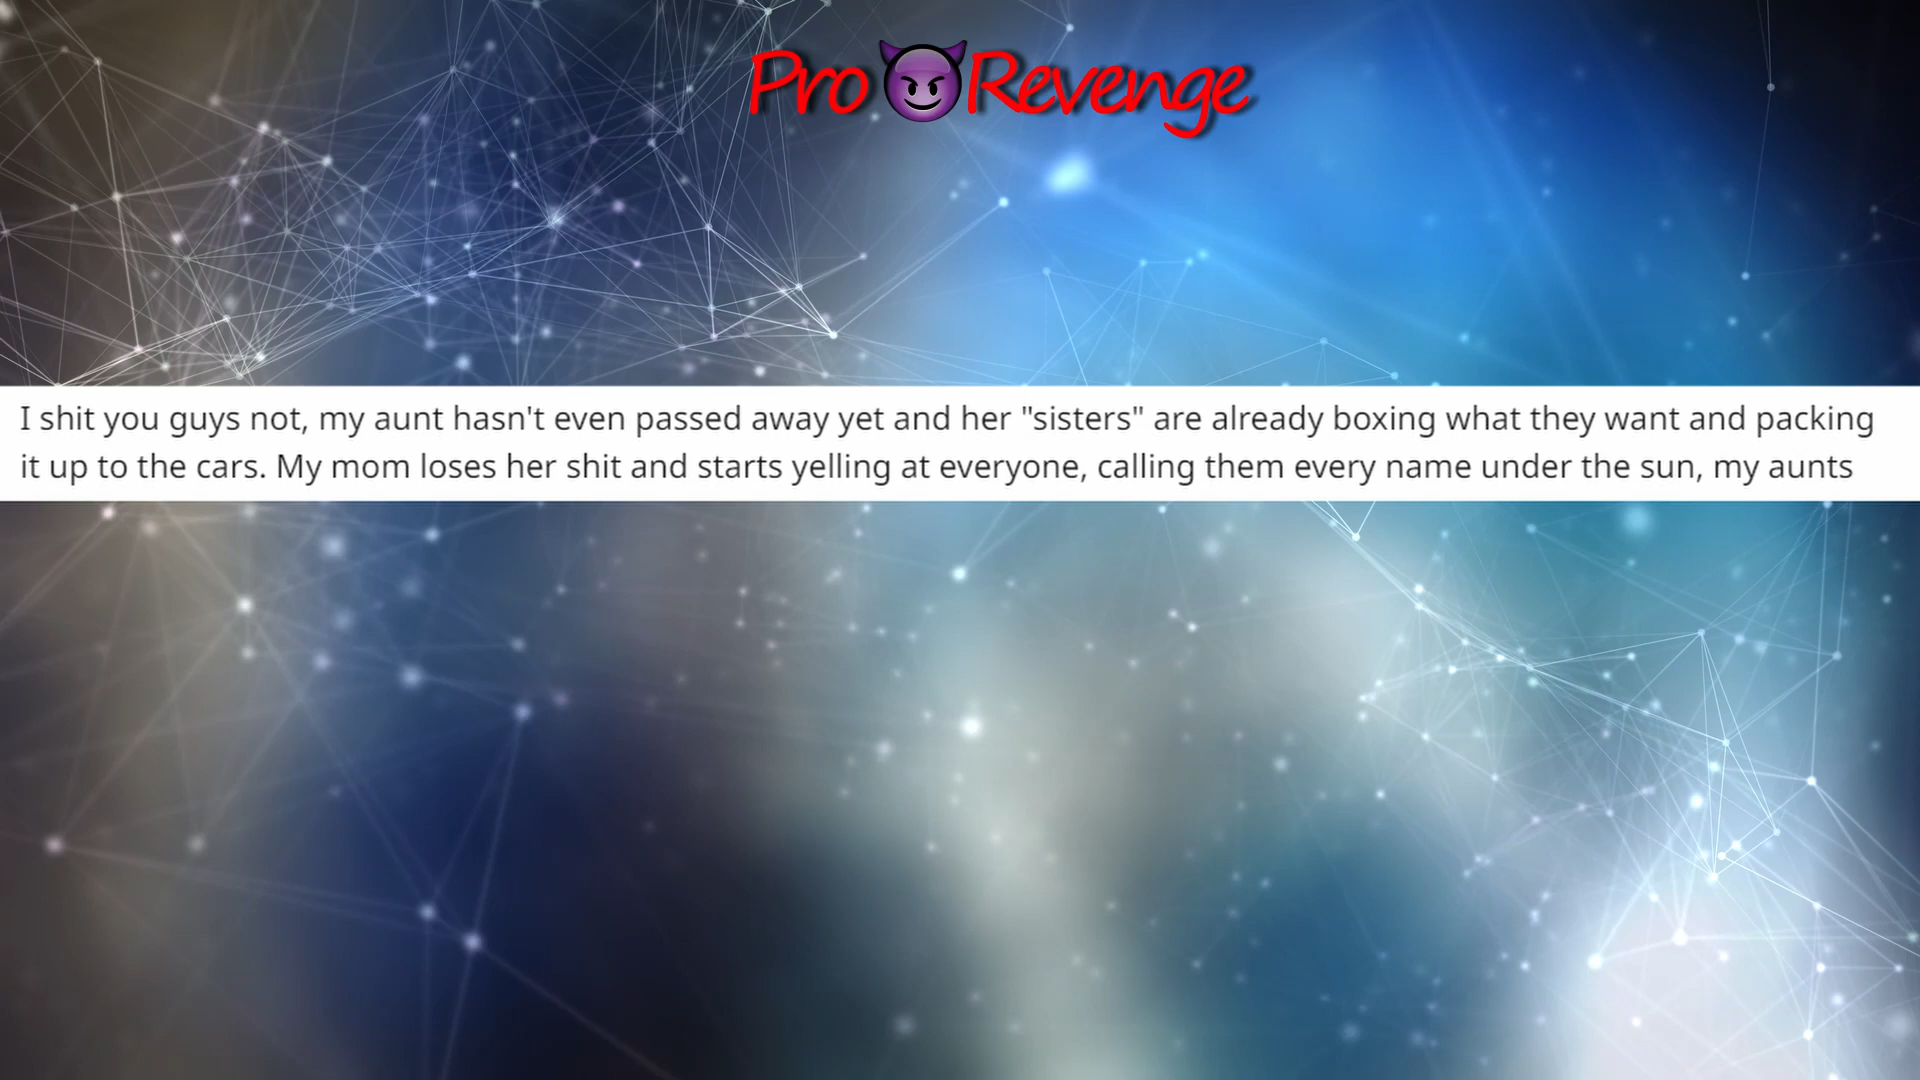 Pro Revenge
I shit you guys not, my aunt hasn't even passed away yet and her "sisters" are already boxing what they want and packing
it up to the cars. My mom loses her shit and starts yelling at everyone, calling them every name under the sun, my aunts